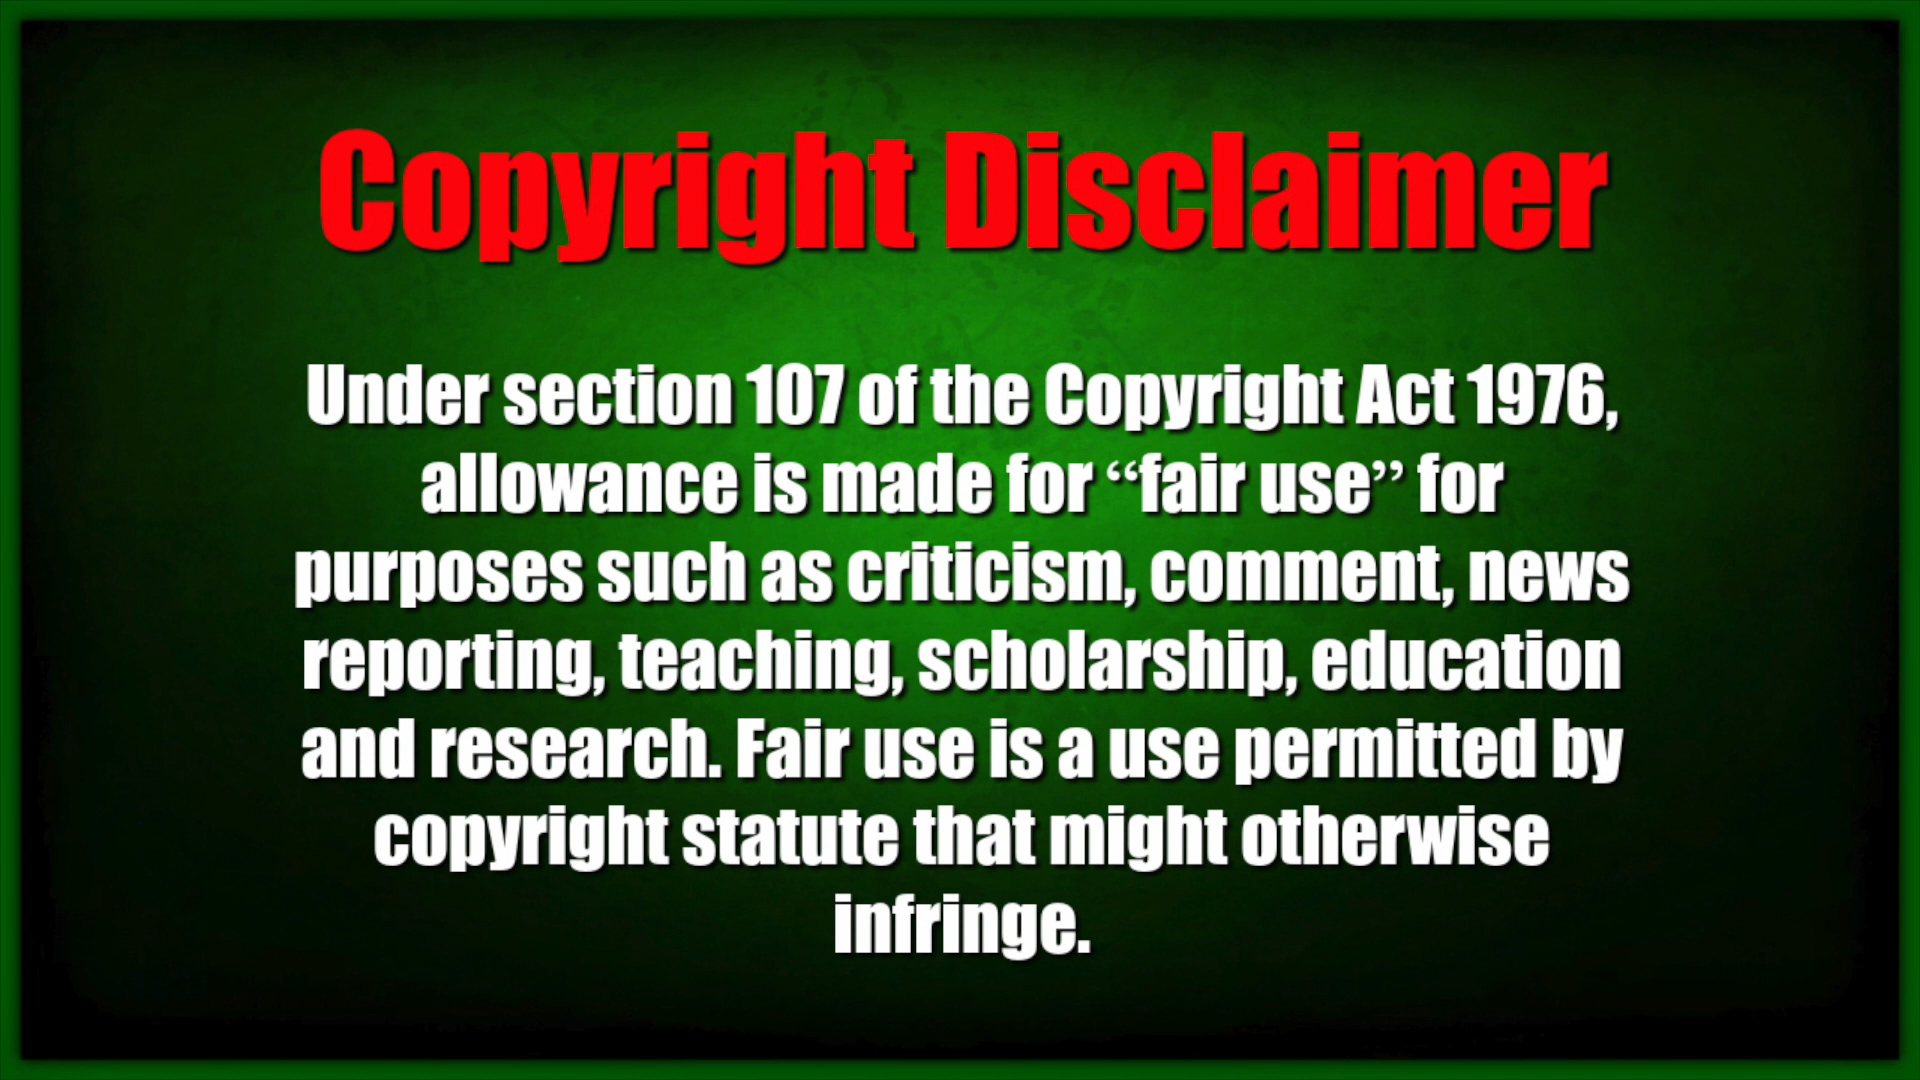 Copyright Disclaimer
Under section 107 of the Copyright Act 1976,
allowance is made for “fair use” for
purposes such as criticism, comment, news
reporting, teaching, scholarship, education
and research. Fair use is a use permitted by
copyright statute that might otherwise
infringe.